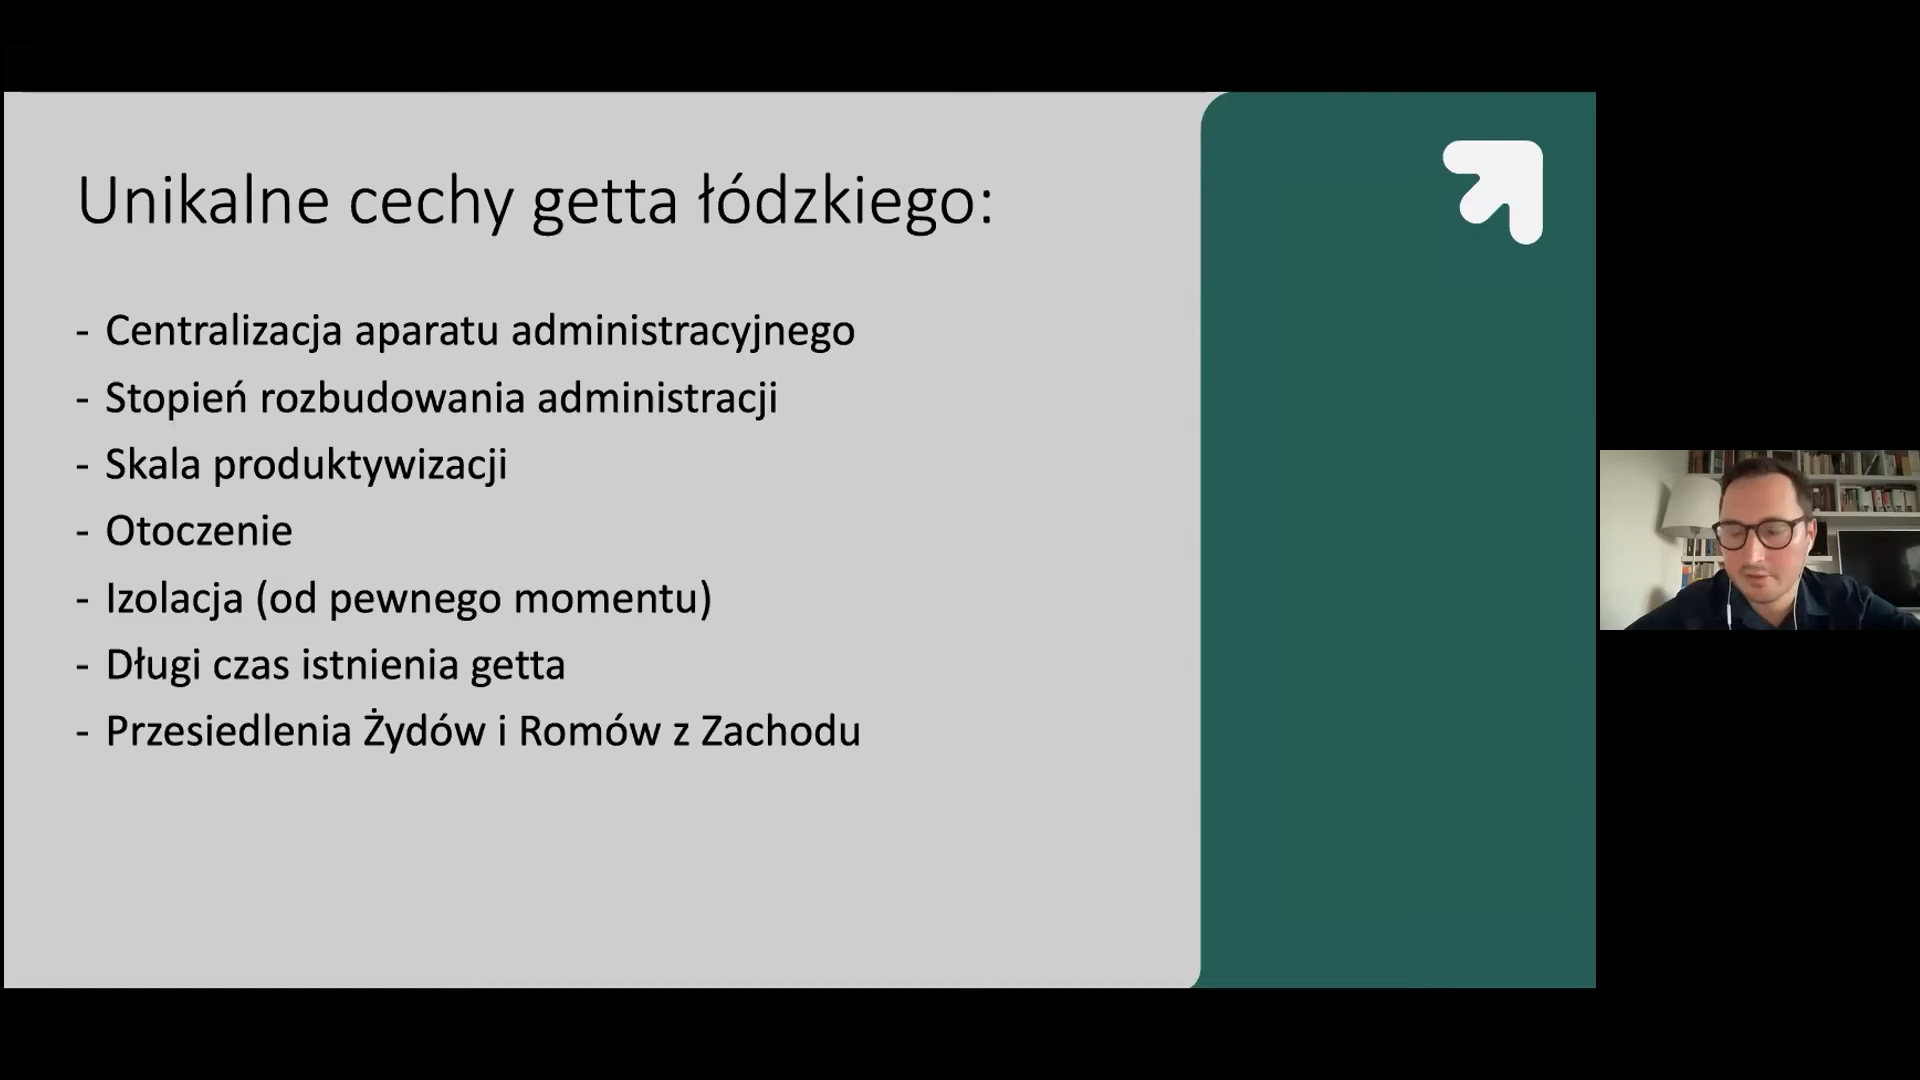 Unikalne cechy getta łódzkiego:
- Centralizacja aparatu administracyjnego
- Stopień rozbudowania administracji
- Skala produktywizacji
- Otoczenie
- Izolacja (od pewnego momentu)
- Długi czas istnienia getta
- Przesiedlenia Żydów i Romów z Zachodu